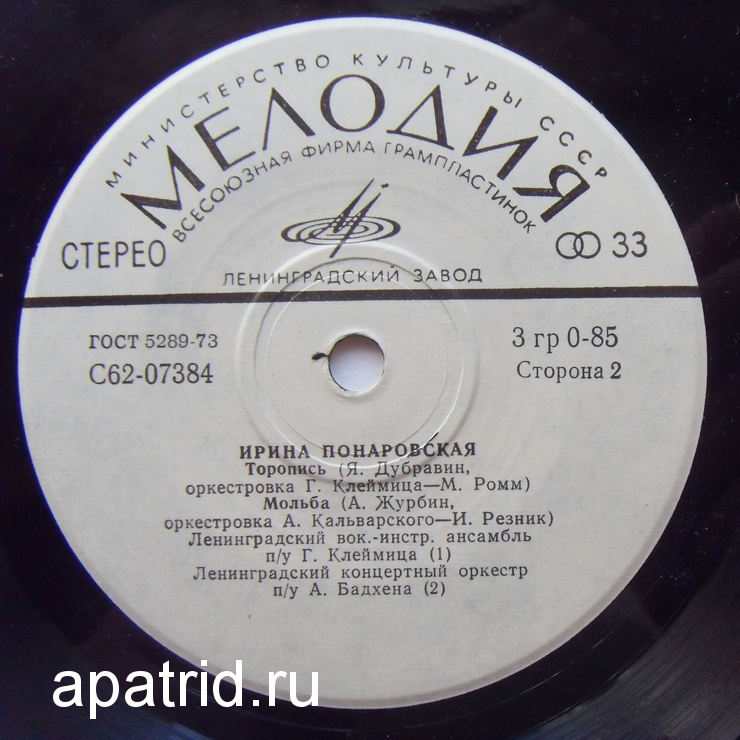 МИНИСТЕРСТВО КУЛЬТУРЫ СССР
МЕЛОДИЯ
ВСЕСОЮЗНАЯ ФИРМА ГРАМПЛАСТИНОК
СТЕРЕО
33
ЛЕНИНГРАДСКИЙ ЗАВОД
ГОСТ 5289-73
3 гр 0-85
С62-07384
Сторона 2
ИРИНА ПОНАРОВСКАЯ
Торопись (Я. Дубравин,
оркестровка Г. Клеймица—М. Ромм)
Мольба (А. Журбин,
оркестровка А. Кальварского—И. Резник)
Ленинградский вок.-инстр. ансамбль
п/у Г. Клеймица (1)
Ленинградский концертный оркестр
п/у А. Бадхена (2)
apatrid.ru